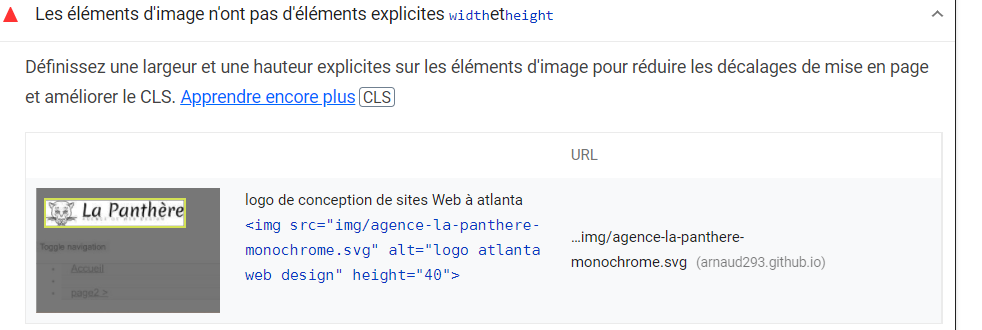 Les éléments d'image n'ont pas d'éléments explicites widthetheight
Définissez une largeur et une hauteur explicites sur les éléments d'image pour réduire les décalages de mise en page
et améliorer le CLS. Apprendre encore plus CLS
URL
La Panthère
Toggle navigation
Accueil
page2 >
logo de conception de sites Web à atlanta
<img src="img/agence-la-panthere-
monochrome.svg" alt="logo atlanta
web design" height="40">
…img/agence-la-panthere-
monochrome.svg (arnaud293.github.io)